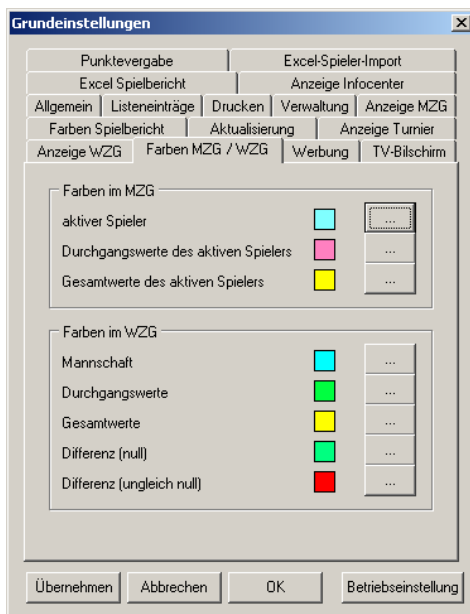 Grundeinstellungen
Punktevergabe Excel-Spieler-Import
Excel Spielbericht Anzeige Infocenter
Allgemein Listeneinträge Drucken Verwaltung Anzeige MZG
Farben Spielbericht Aktualisierung Anzeige Turnier
Anzeige WZG Farben MZG / WZG Werbung TV-Bilschirm
Farben im MZG
aktiver Spieler ...
Durchgangswerte des aktiven Spielers ...
Gesamtwerte des aktiven Spielers ...
Farben im WZG
Mannschaft ...
Durchgangswerte ...
Gesamtwerte ...
Differenz (null) ...
Differenz (ungleich null) ...
Übernehmen Abbrechen OK Betriebseinstellung